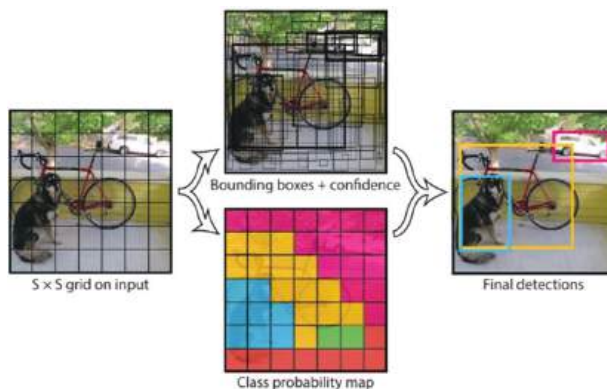 Bounding boxes + confidence
S × S grid on input
Final detections
Class probability map